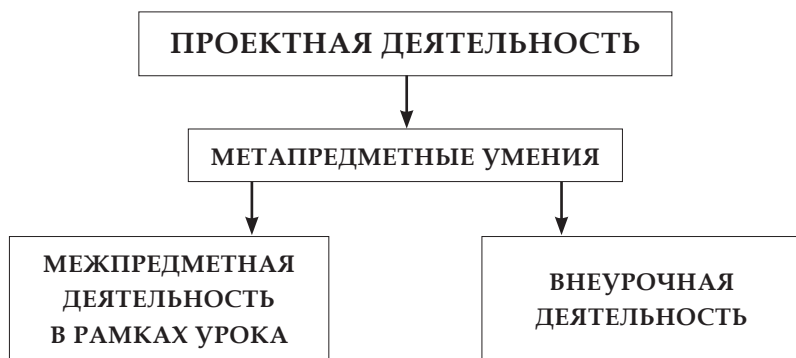 ПРОЕКТНАЯ ДЕЯТЕЛЬНОСТЬ
МЕТАПРЕДМЕТНЫЕ УМЕНИЯ
МЕЖПРЕДМЕТНАЯ
ДЕЯТЕЛЬНОСТЬ
В РАМКАХ УРОКА
ВНЕУРОЧНАЯ
ДЕЯТЕЛЬНОСТЬ